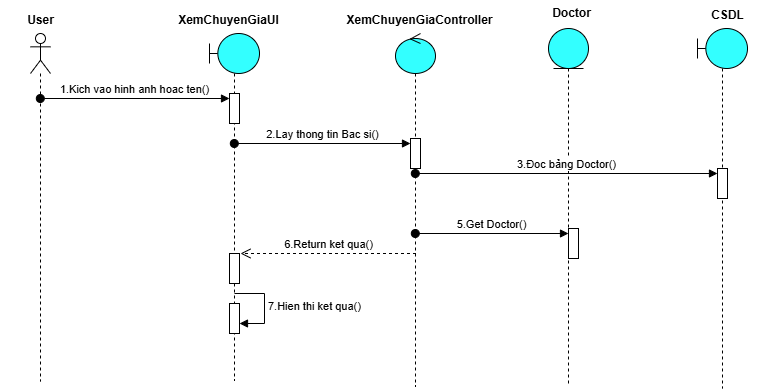 User
XemChuyenGiaUI
XemChuyenGiaController
Doctor
CSDL
1.Kich vao hinh anh hoac ten()
2.Lay thong tin Bac si()
3.Đoc bảng Doctor()
5.Get Doctor()
6.Return ket qua()
7.Hien thi ket qua()